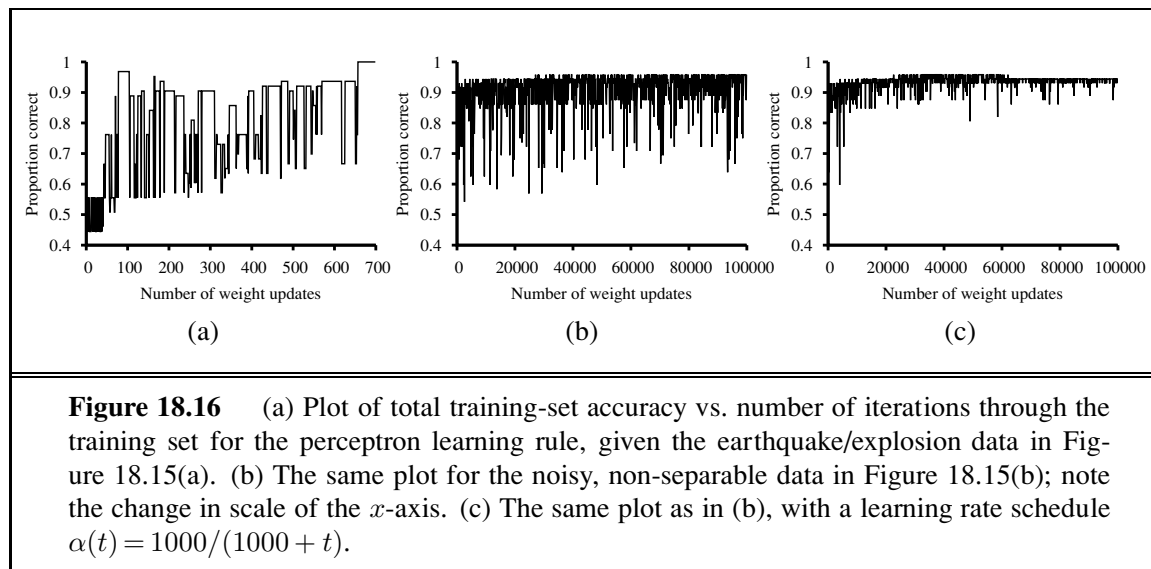 Proportion correct
1
0.9
0.8
0.7
0.6
0.5
0.4
0 100 200 300 400 500 600 700
Number of weight updates
(a)
Proportion correct
1
0.9
0.8
0.7
0.6
0.5
0.4
0 20000 40000 60000 80000 100000
Number of weight updates
(b)
Proportion correct
1
0.9
0.8
0.7
0.6
0.5
0.4
0 20000 40000 60000 80000 100000
Number of weight updates
(c)
Figure 18.16 (a) Plot of total training-set accuracy vs. number of iterations through the
training set for the perceptron learning rule, given the earthquake/explosion data in Fig-
ure 18.15(a). (b) The same plot for the noisy, non-separable data in Figure 18.15(b); note
the change in scale of the x-axis. (c) The same plot as in (b), with a learning rate schedule
α(t) = 1000/(1000 + t).